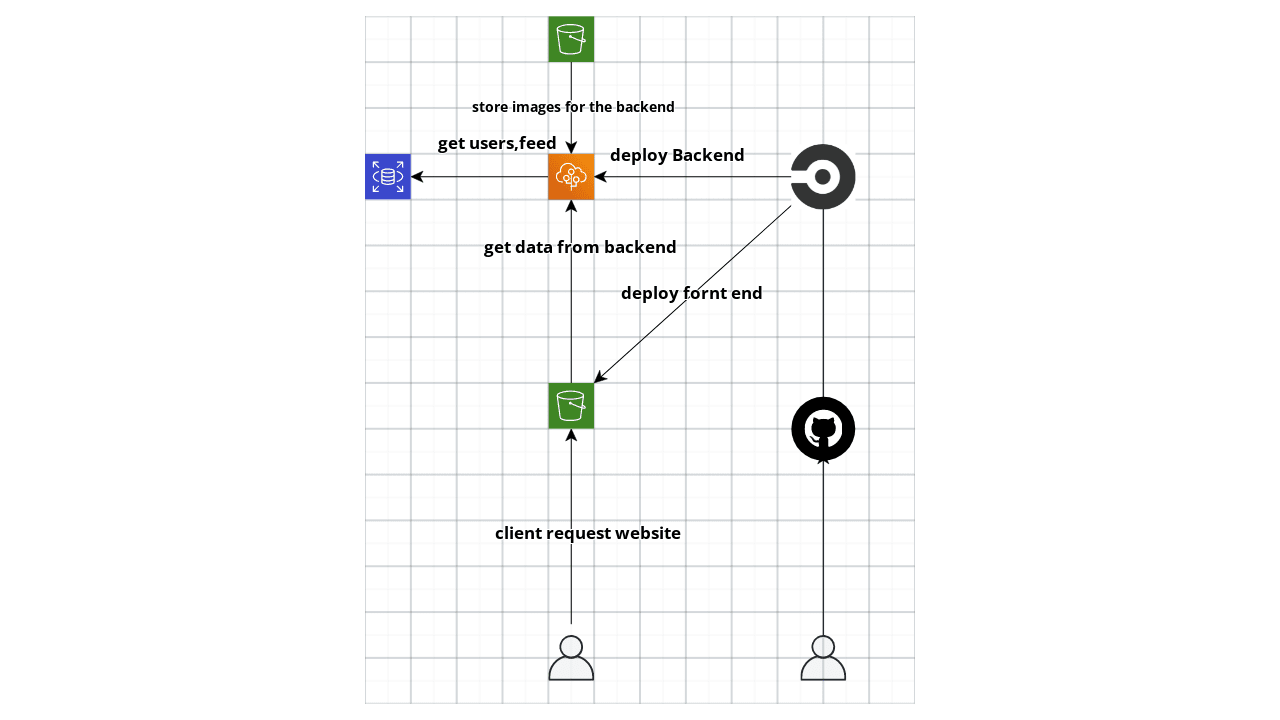 store images for the backend
get users,feed
deploy Backend
get data from backend
deploy fornt end
client request website